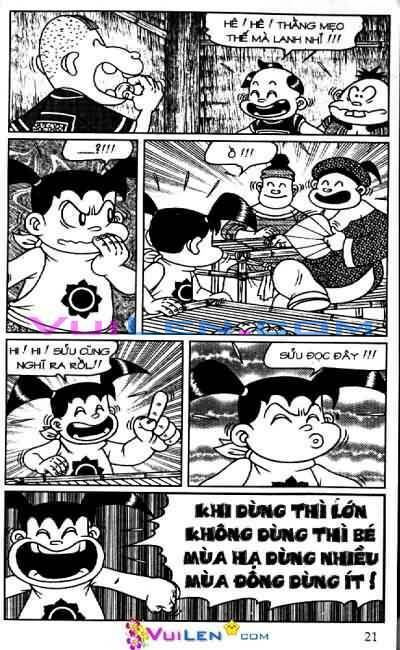 HÊ ! HÊ ! THẰNG MẸO
THẾ MÀ LANH NHỈ !!!
...?!!!
Ồ !!!
VUILEN.COM
HI ! HI ! SỬU CŨNG
NGHĨ RA RỒI..!!
SỬU ĐỌC ĐÂY !!!
KHI DÙNG THÌ LỚN
KHÔNG DÙNG THÌ BÉ
MÙA HẠ DÙNG NHIỀU
MÙA ĐÔNG DÙNG ÍT !
21
VUILEN.COM